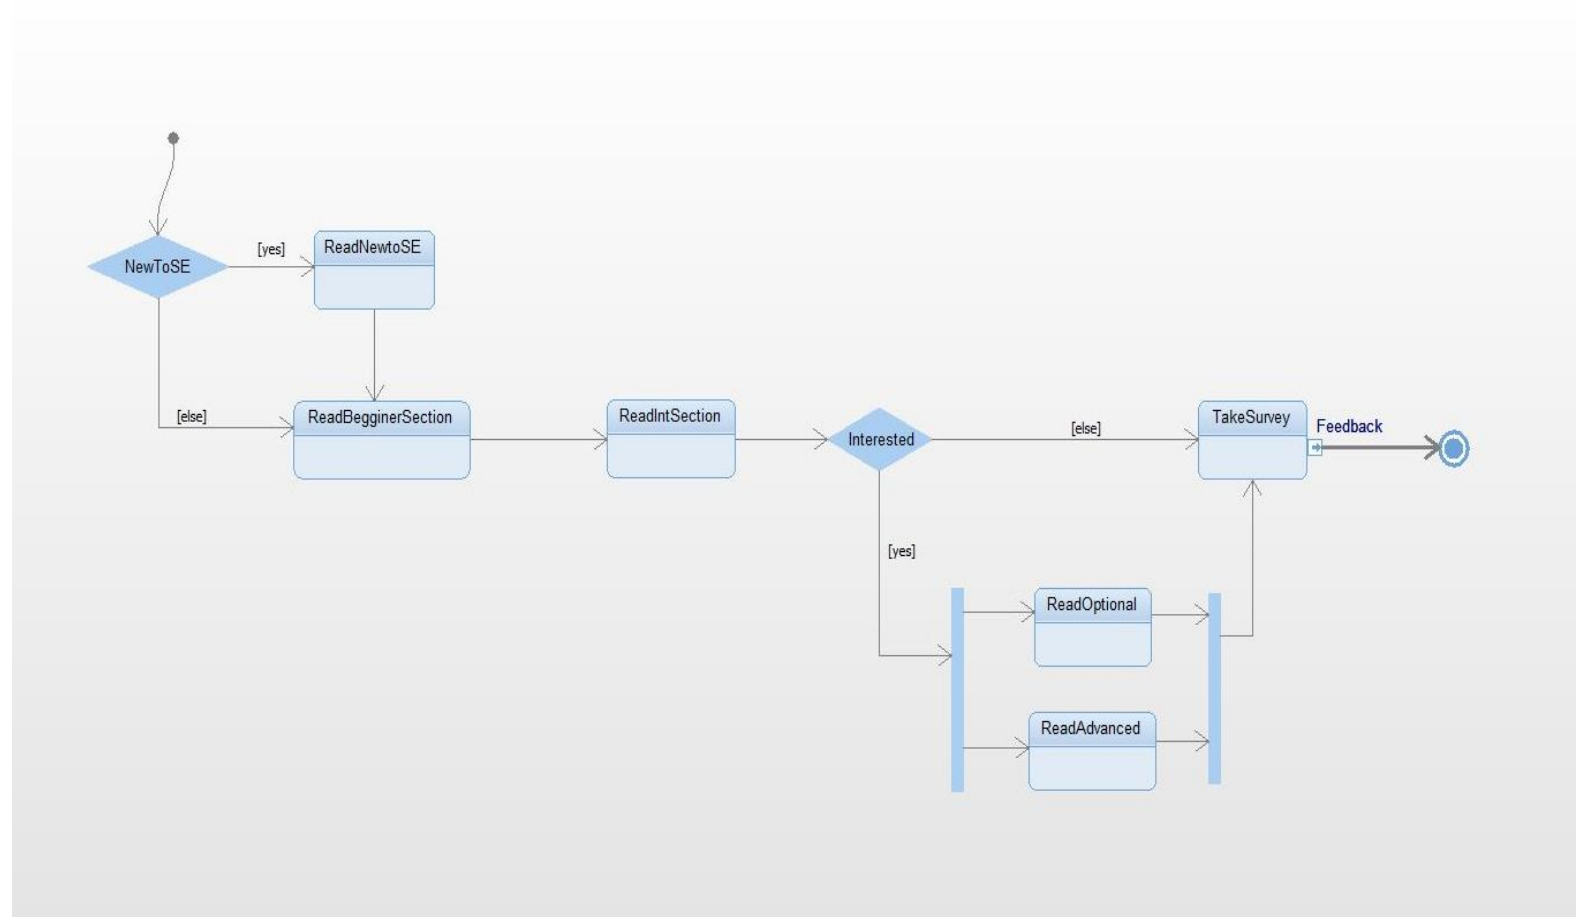 NewToSE
[yes]
ReadNewtoSE
[else]
ReadBegginerSection
ReadIntSection
Interested
[else]
TakeSurvey
Feedback
[yes]
ReadOptional
ReadAdvanced